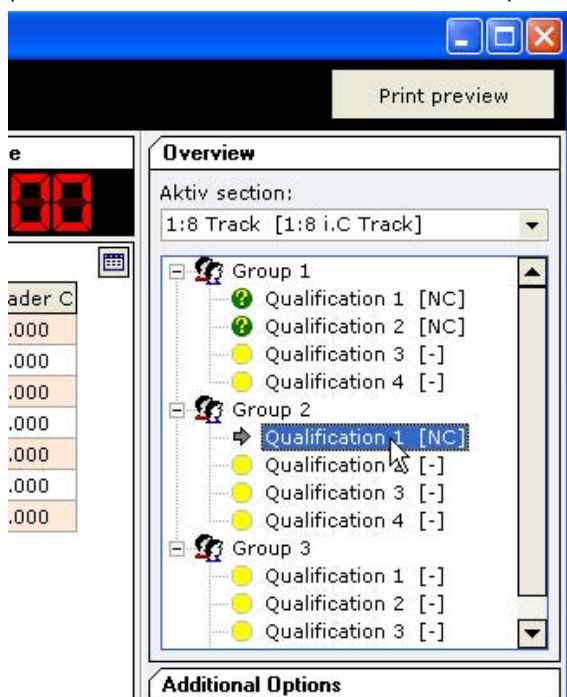 Print preview
e
Overview
00
Aktiv section:
1:8 Track [1:8 i.C Track]
Group 1
ader C
Qualification 1 [NC]
.000
Qualification 2 [NC]
.000
Qualification 3 [-]
.000
Qualification 4 [-]
.000
Group 2
.000
Qualification 1 [NC]
.000
Qualification 2 [-]
.000
Qualification 3 [-]
Qualification 4 [-]
Group 3
Qualification 1 [-]
Qualification 2 [-]
Qualification 3 [-]
Additional Options